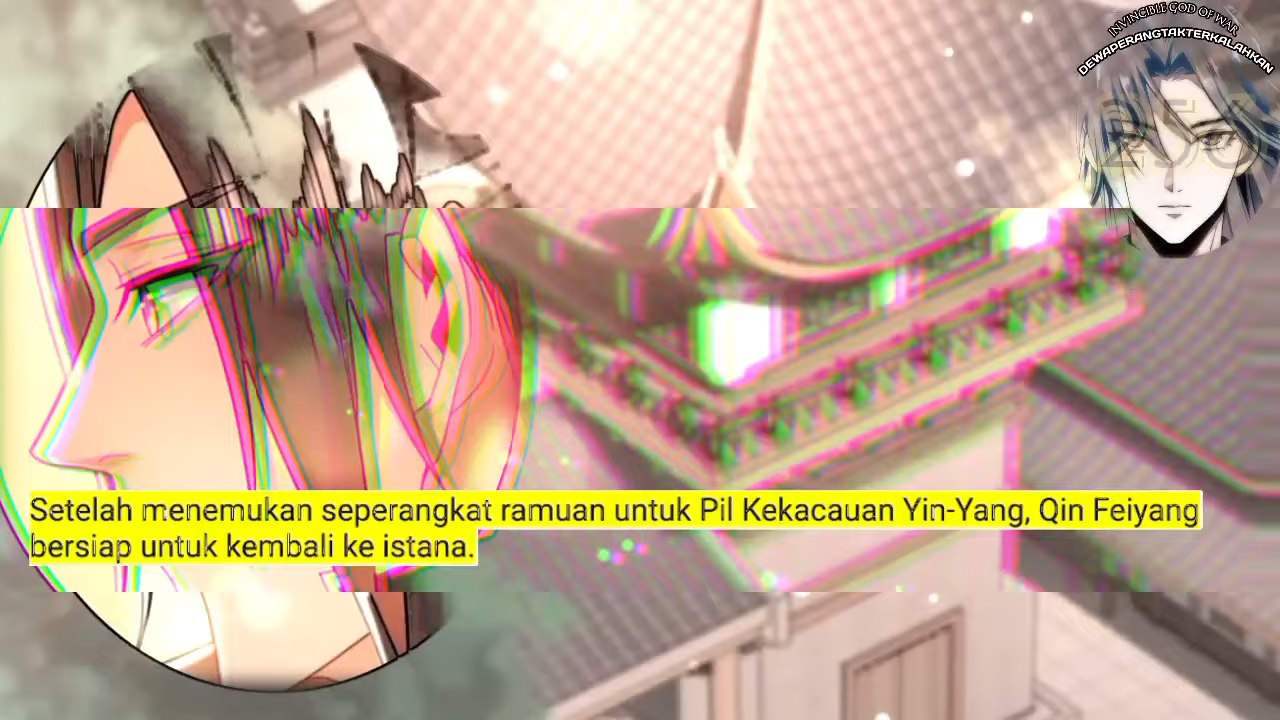 INVINCIBLE GOD OF WAR
DEWAPERANGTAKTERKALAHKAN
256
Setelah menemukan seperangkat ramuan untuk Pil Kekacauan Yin-Yang, Qin Feiyang
bersiap untuk kembali ke istana.